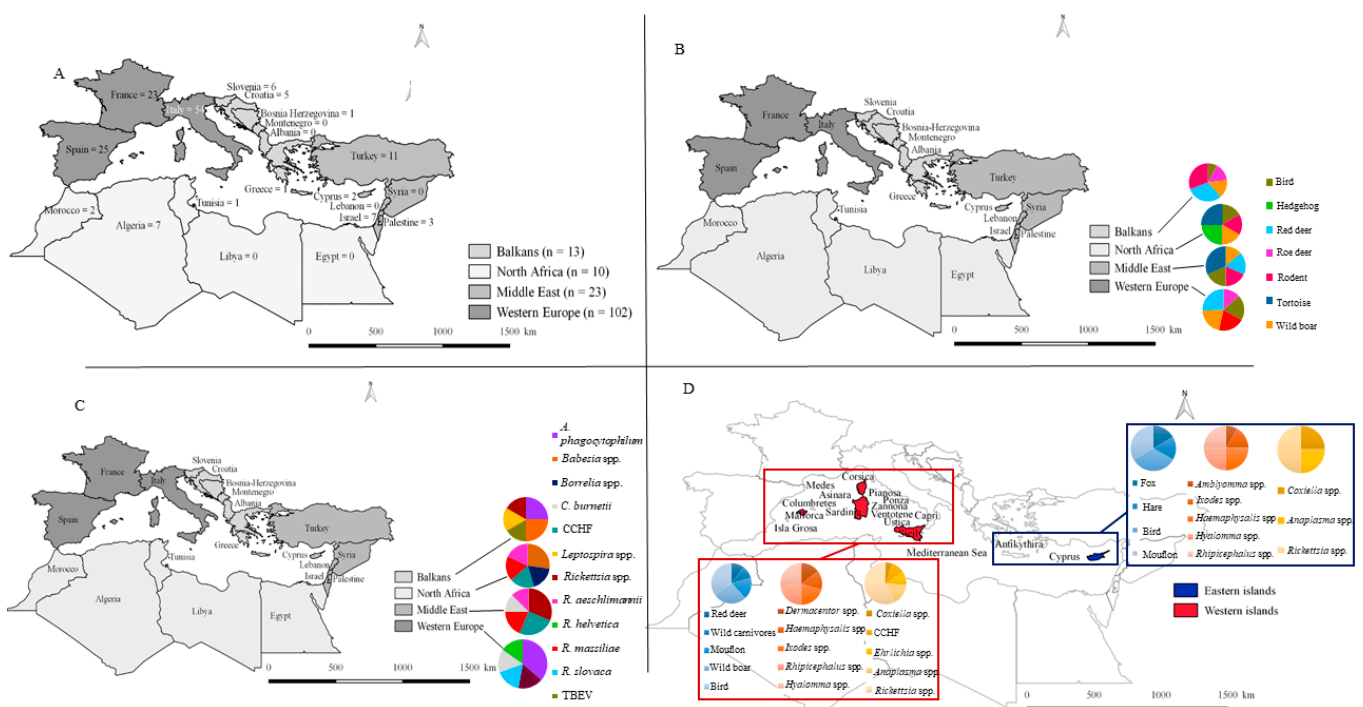 N
A
Slovenia = 6
Croatia = 5
France = 23
Bosnia Herzegovina = 1
Montenegro = 0
Albania = 0
Spain = 25
Turkey = 11
Greece = 1
Cyprus = 2
Syria = 0
Lebanon = 0
Israel = 7
Palestine = 3
Tunisia = 1
Morocco = 2
Algeria = 7
Libya = 0
Egypt = 0
Balkans (n = 13)
North Africa (n = 10)
Middle East (n = 23)
Western Europe (n = 102)
0 500 1000 1500 km
N
B
Slovenia
Croatia
France
Italy
Bosnia-Herzegovina
Montenegro
Albania
Spain
Turkey
Greece
Cyprus
Syria
Lebanon
Israel
Palestine
Tunisia
Morocco
Algeria
Libya
Egypt
Balkans
North Africa
Middle East
Western Europe
Bird
Hedgehog
Red deer
Roe deer
Rodent
Tortoise
Wild boar
0 500 1000 1500 km
N
C
Slovenia
Croatia
France
Italy
Bosnia-Herzegovina
Montenegro
Albania
Spain
Turkey
Greece
Cyprus
Syria
Lebanon
Israel
Palestine
Tunisia
Morocco
Algeria
Libya
Egypt
Balkans
North Africa
Middle East
Western Europe
A.
phagocytophilum
Babesia spp.
Borrelia spp.
C. burnetii
CCHF
Leptospira spp.
Rickettsia spp.
R. aeschlimannii
R. helvetica
R. massiliae
R. slovaca
TBEV
0 500 1000 1500 km
N
D
Corsica
Medes
Asinara
Pianosa
Columbretes
Ponza
Zannona
Mallorca
Ventotene
Capri
Isla Grosa
Ustica
Mediterranean Sea
Antikythira
Cyprus
Red deer
Wild carnivores
Mouflon
Wild boar
Bird
Dermacentor spp.
Haemaphysalis spp
Ixodes spp.
Rhipicephalus spp.
Hyalomma spp.
Coxiella spp.
CCHF
Ehrlichia spp.
Anaplasma spp.
Rickettsia spp.
Fox
Hare
Bird
Mouflon
Amblyomma spp.
Ixodes spp.
Haemaphysalis spp
Hyalomma spp.
Rhipicephalus spp.
Coxiella spp.
Anaplasma spp.
Rickettsia spp.
Eastern islands
Western islands
0 500 1000 1500 km